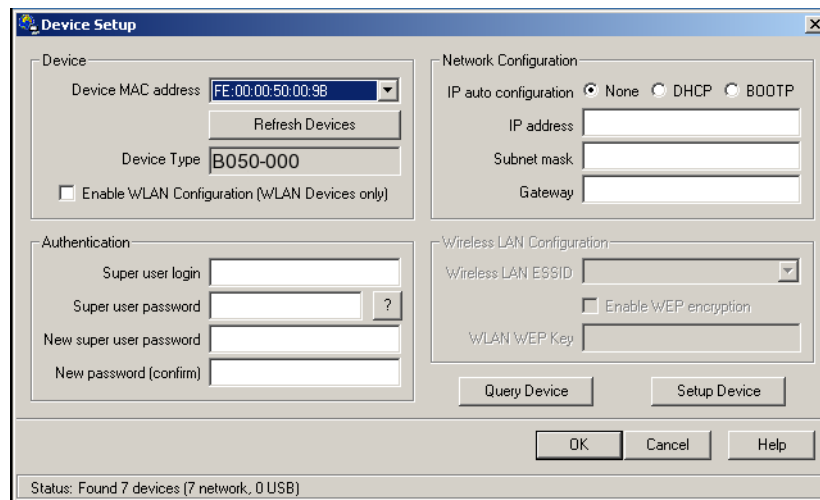 Device Setup
Device
Device MAC address FE:00:00:50:00:9B
Refresh Devices
Device Type B050-000
Enable WLAN Configuration (WLAN Devices only)
Authentication
Super user login
Super user password ?
New super user password
New password (confirm)
Network Configuration
IP auto configuration None DHCP BOOTP
IP address
Subnet mask
Gateway
Wireless LAN Configuration
Wireless LAN ESSID
Enable WEP encryption
WLAN WEP Key
Query Device Setup Device
OK Cancel Help
Status: Found 7 devices (7 network, 0 USB)